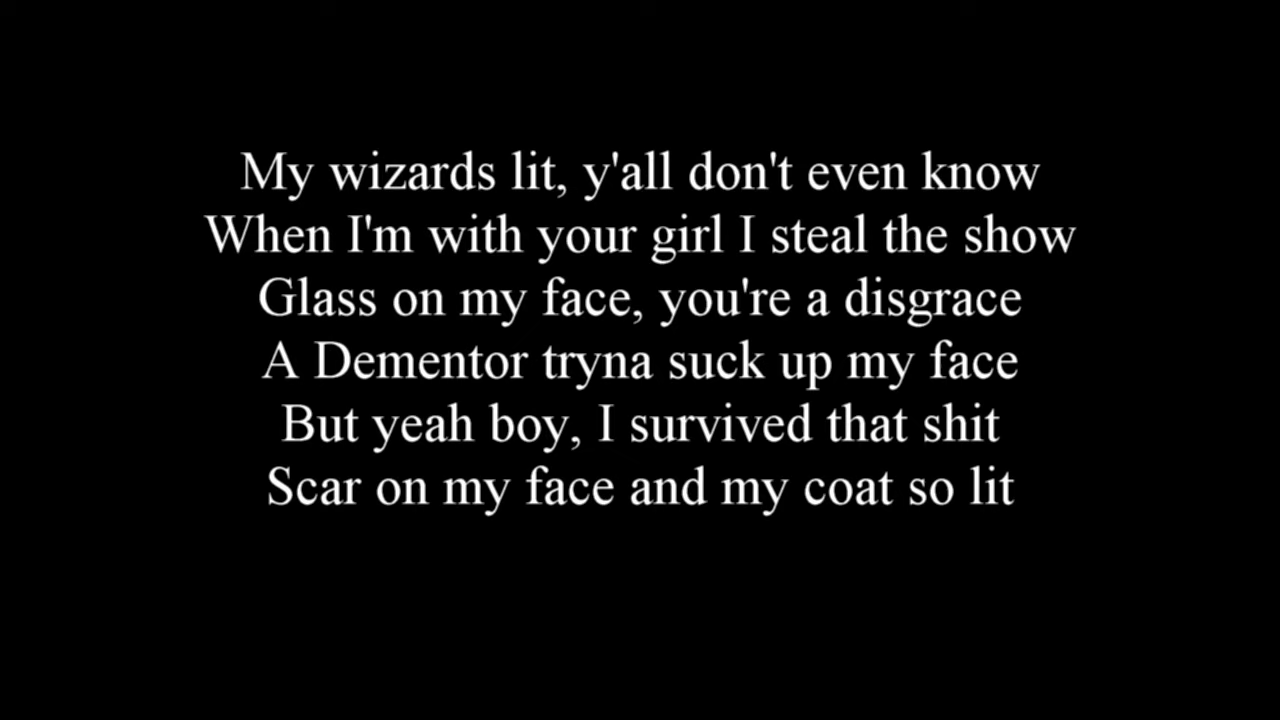 My wizards lit, y'all don't even know
When I'm with your girl I steal the show
Glass on my face, you're a disgrace
A Dementor tryna suck up my face
But yeah boy, I survived that shit
Scar on my face and my coat so lit